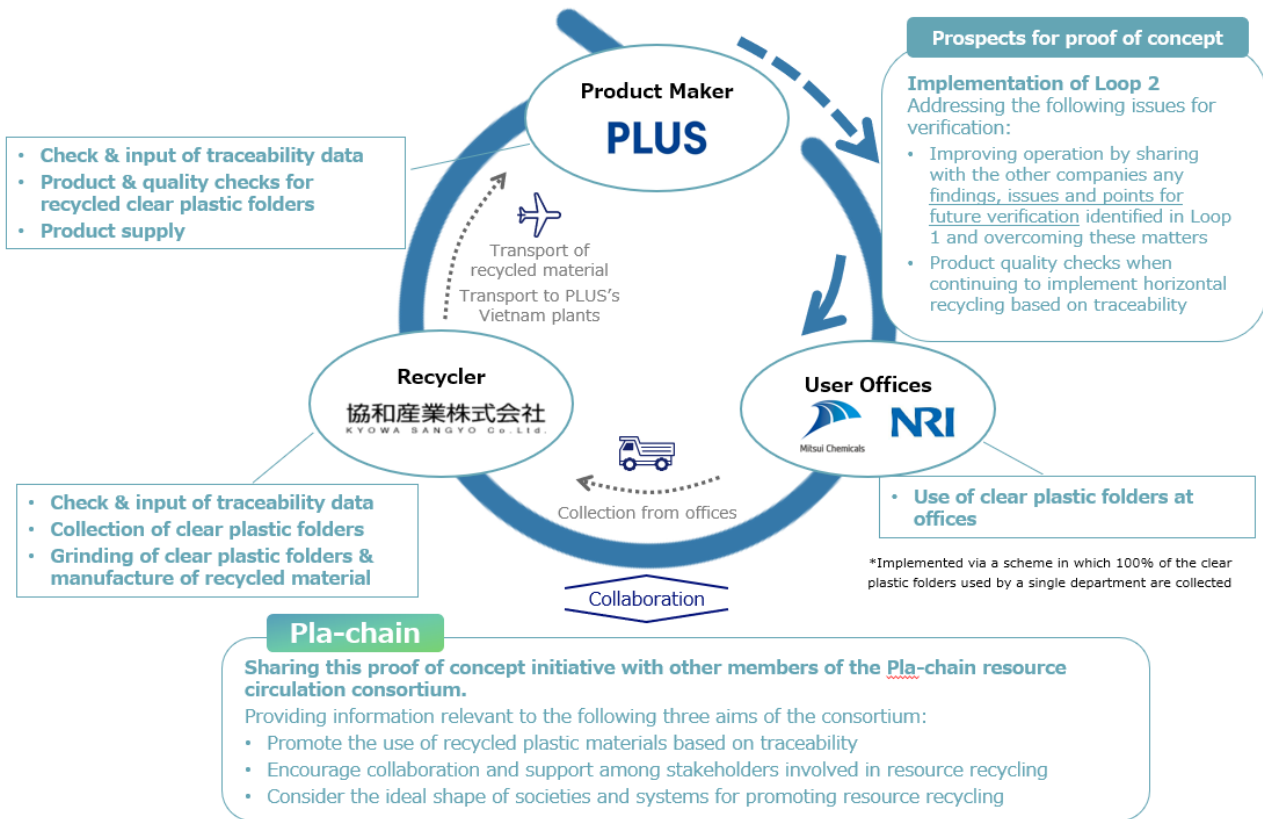 Product Maker
PLUS
Prospects for proof of concept
Implementation of Loop 2
Addressing the following issues for
verification:
• Improving operation by sharing
with the other companies any
findings, issues and points for
future verification identified in Loop
1 and overcoming these matters
• Product quality checks when
continuing to implement horizontal
recycling based on traceability
• Check & input of traceability data
• Product & quality checks for
recycled clear plastic folders
• Product supply
Transport of
recycled material
Transport to PLUS's
Vietnam plants
Recycler
協和産業株式会社
KYOWA SANGYO Co.Ltd.
User Offices
Mitsui Chemicals
NRI
Collection from offices
• Check & input of traceability data
• Collection of clear plastic folders
• Grinding of clear plastic folders &
manufacture of recycled material
• Use of clear plastic folders at
offices
*Implemented via a scheme in which 100% of the clear
plastic folders used by a single department are collected
Collaboration
Pla-chain
Sharing this proof of concept initiative with other members of the Pla-chain resource
circulation consortium.
Providing information relevant to the following three aims of the consortium:
• Promote the use of recycled plastic materials based on traceability
• Encourage collaboration and support among stakeholders involved in resource recycling
• Consider the ideal shape of societies and systems for promoting resource recycling